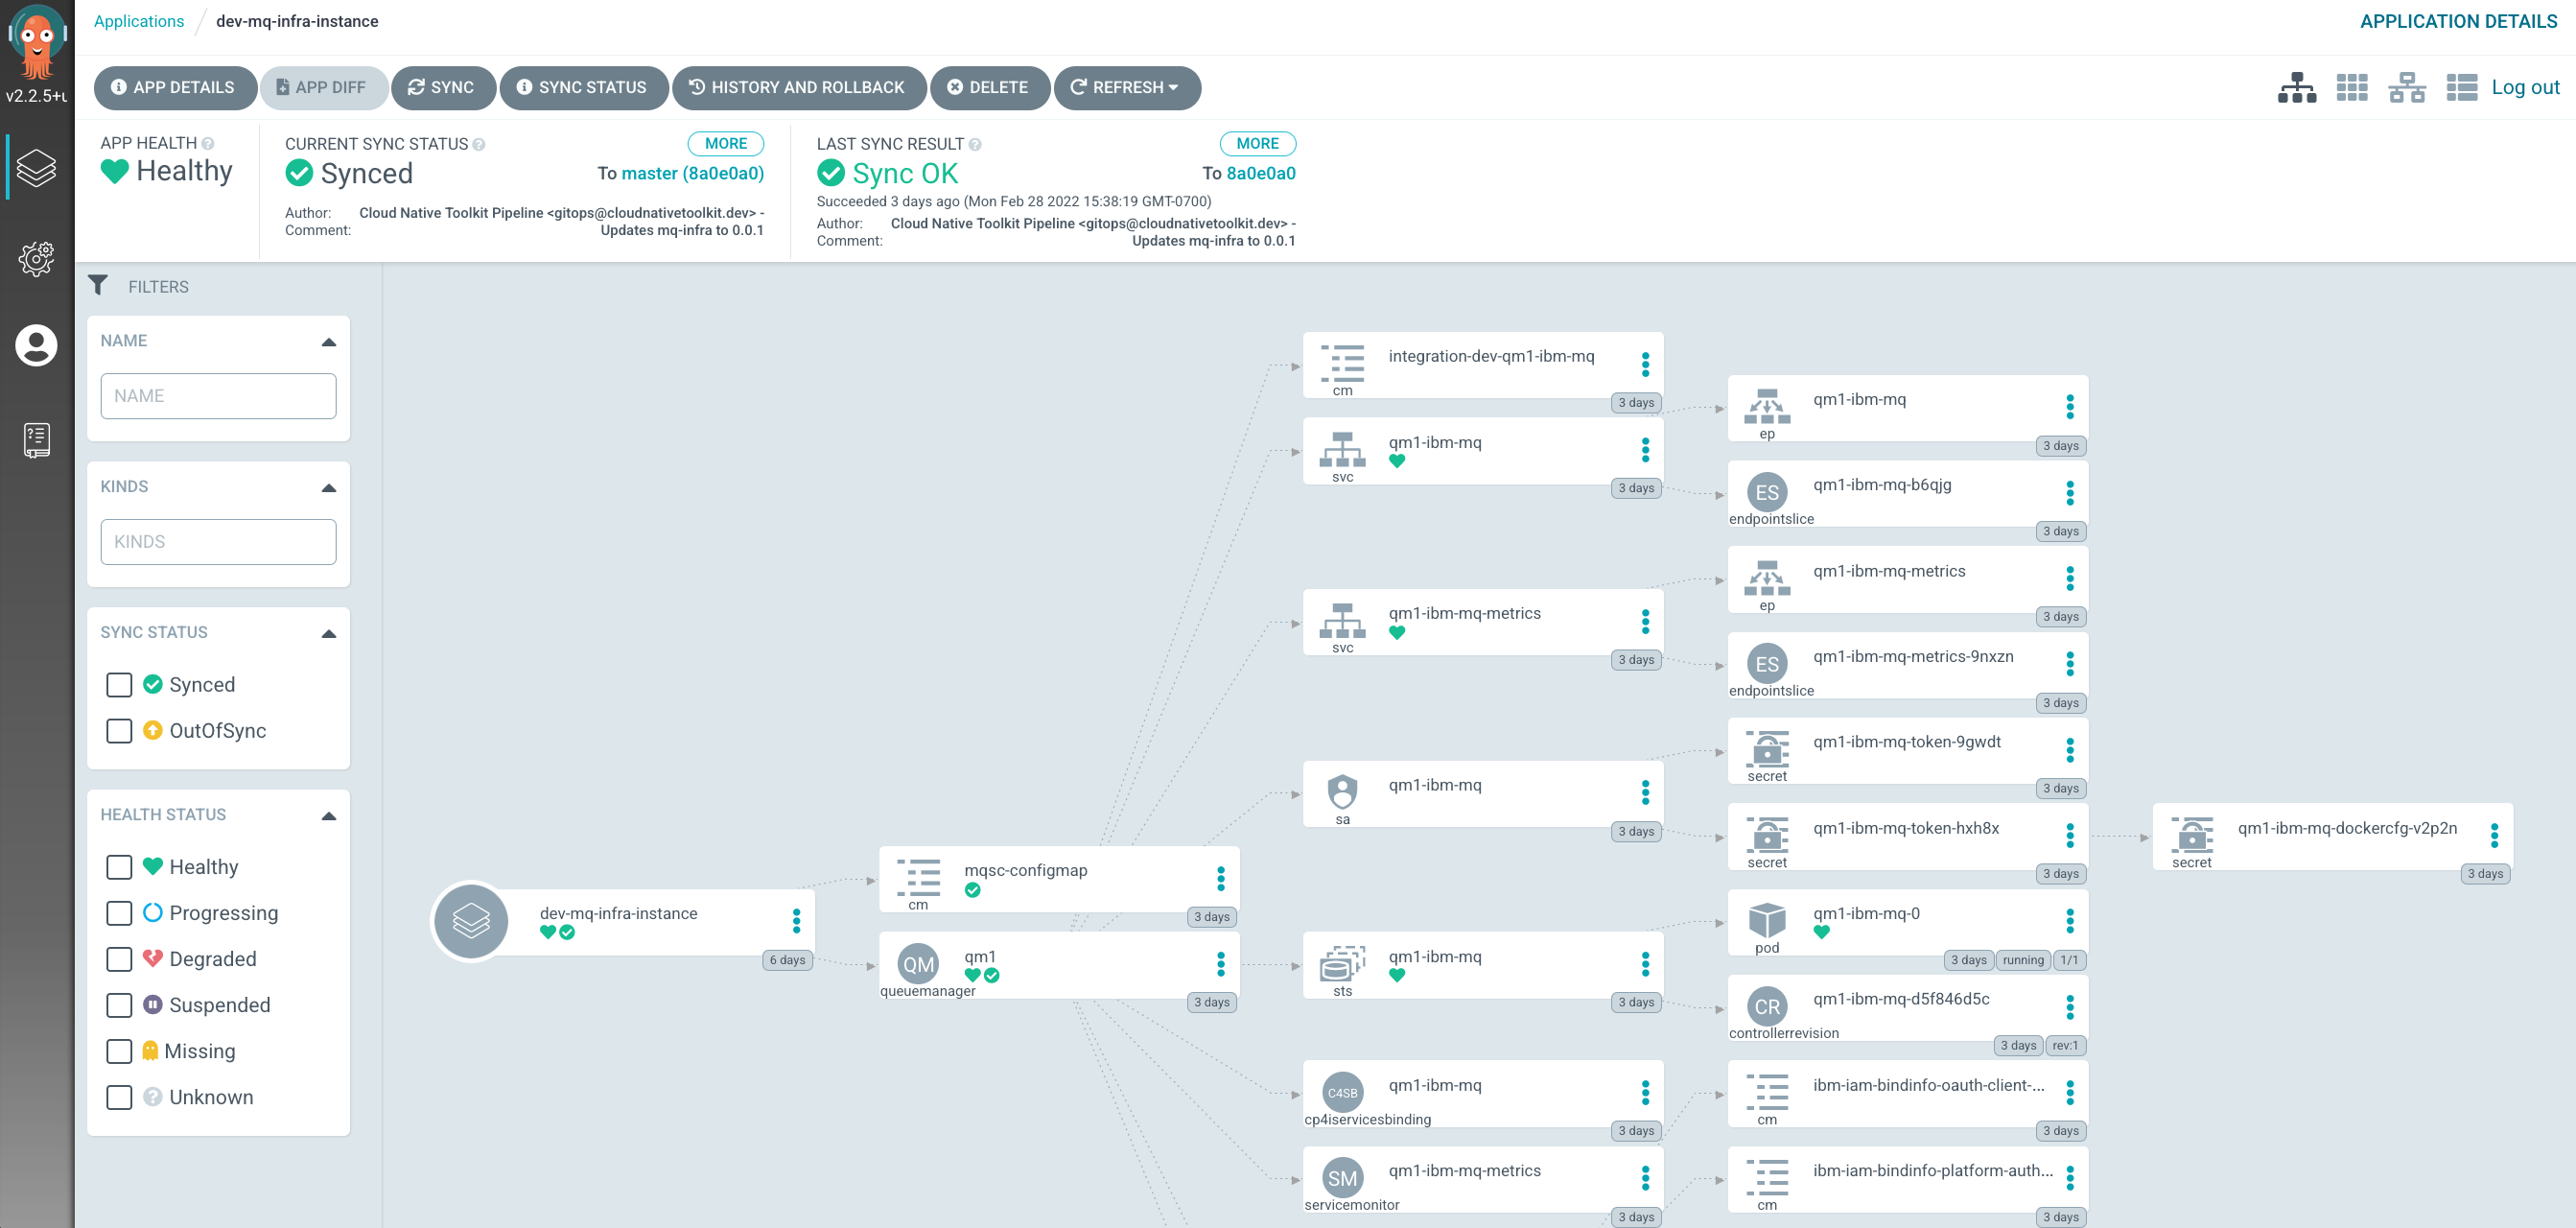 Applications / dev-mq-infra-instance
APPLICATION DETAILS
v2.2.5+u
APP DETAILS
APP DIFF
SYNC
SYNC STATUS
HISTORY AND ROLLBACK
DELETE
REFRESH
Log out
APP HEALTH
Healthy
CURRENT SYNC STATUS
MORE
Synced
To master (8a0e0a0)
Author: Cloud Native Toolkit Pipeline <gitops@cloudnativetoolkit.dev> -
Comment: Updates mq-infra to 0.0.1
LAST SYNC RESULT
MORE
Sync OK
To 8a0e0a0
Succeeded 3 days ago (Mon Feb 28 2022 15:38:19 GMT-0700)
Author: Cloud Native Toolkit Pipeline <gitops@cloudnativetoolkit.dev> -
Comment: Updates mq-infra to 0.0.1
FILTERS
NAME
NAME
KINDS
KINDS
SYNC STATUS
Synced
OutOfSync
HEALTH STATUS
Healthy
Progressing
Degraded
Suspended
Missing
Unknown
dev-mq-infra-instance
6 days
mqsc-configmap
cm
3 days
QM
qm1
queuemanager
3 days
integration-dev-qm1-ibm-mq
cm
3 days
qm1-ibm-mq
svc
3 days
qm1-ibm-mq-metrics
svc
3 days
qm1-ibm-mq
sa
3 days
qm1-ibm-mq
sts
3 days
C4SB
qm1-ibm-mq
cp4iservicesbinding
3 days
SM
qm1-ibm-mq-metrics
servicemonitor
3 days
qm1-ibm-mq
ep
3 days
ES
qm1-ibm-mq-b6qjg
endpointslice
3 days
qm1-ibm-mq-metrics
ep
3 days
ES
qm1-ibm-mq-metrics-9nxzn
endpointslice
3 days
qm1-ibm-mq-token-9gwdt
secret
3 days
qm1-ibm-mq-token-hxh8x
secret
3 days
qm1-ibm-mq-0
pod
3 days running 1/1
CR
qm1-ibm-mq-d5f846d5c
controllerrevision
3 days rev:1
ibm-iam-bindinfo-oauth-client-...
cm
3 days
ibm-iam-bindinfo-platform-auth...
cm
3 days
qm1-ibm-mq-dockercfg-v2p2n
secret
3 days